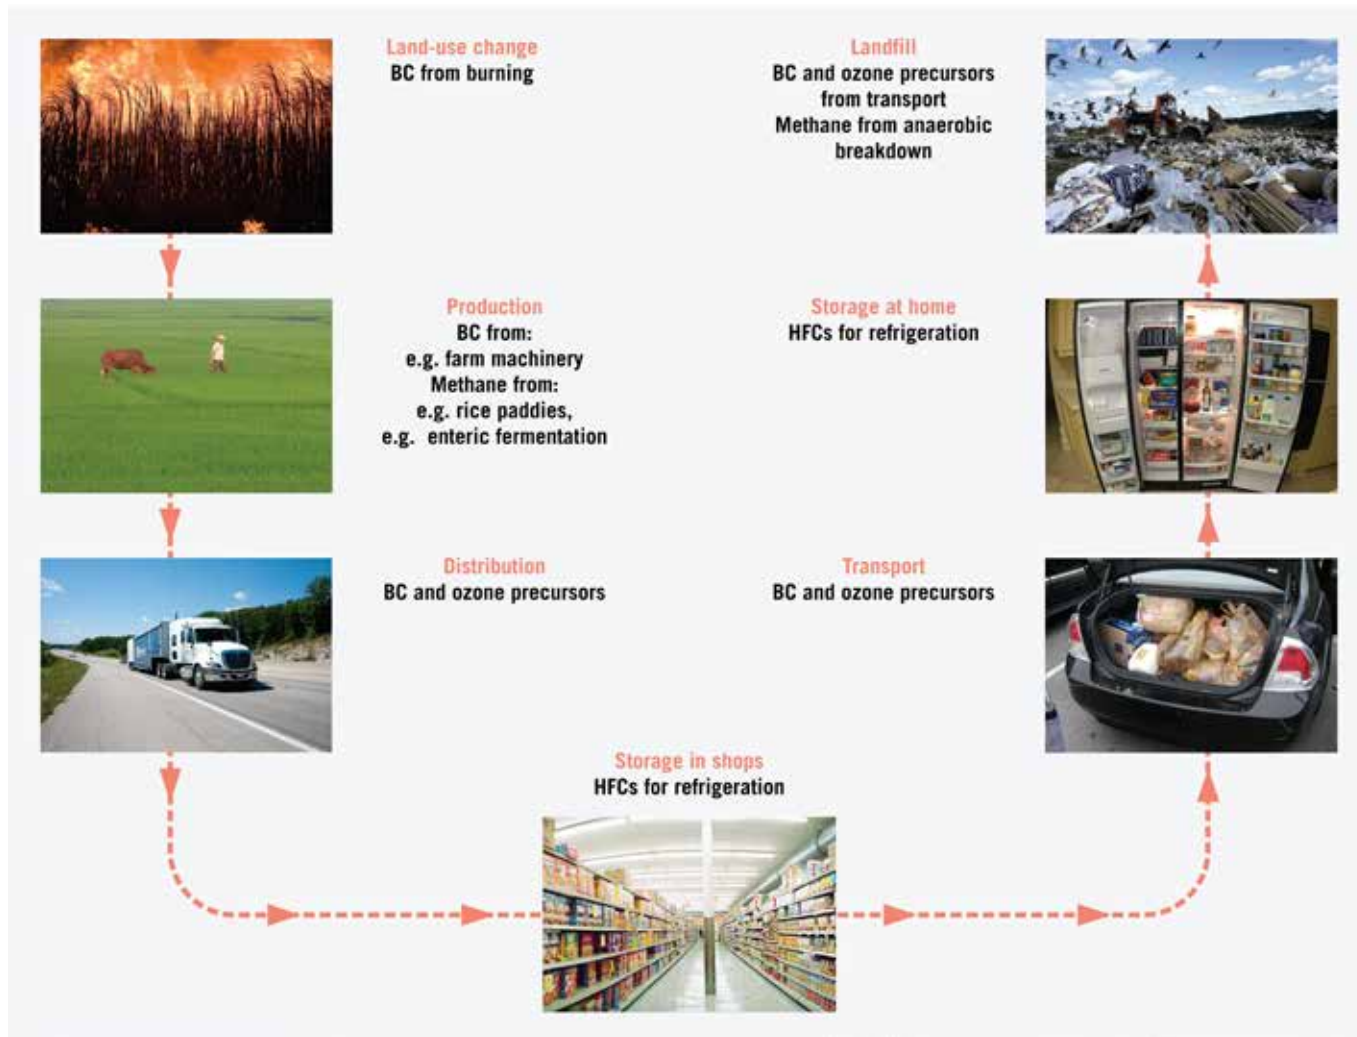 Land-use change
BC from burning
Production
BC from:
e.g. farm machinery
Methane from:
e.g. rice paddies,
e.g. enteric fermentation
Distribution
BC and ozone precursors
Storage in shops
HFCs for refrigeration
Transport
BC and ozone precursors
Storage at home
HFCs for refrigeration
Landfill
BC and ozone precursors
from transport
Methane from anaerobic
breakdown